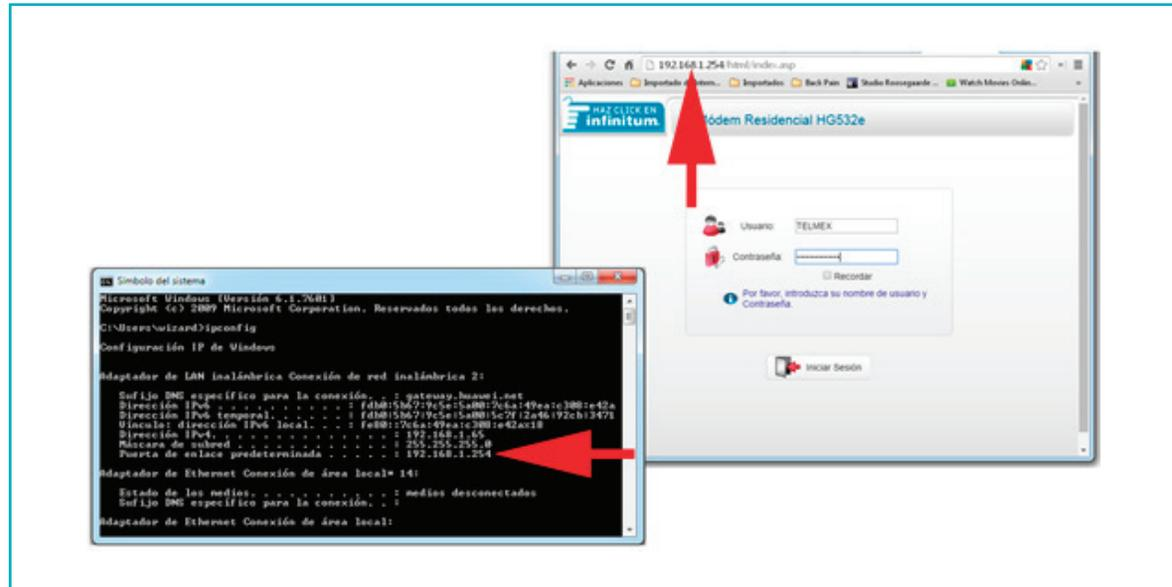 192.168.1.254/html/index.asp
Aplicaciones
Importados
Back Pain
Studio Roosegaarde ...
Watch Movies Onlin...
HAZ CLICK EN
infinitum
Módem Residencial HG532e
Usuario: TELMEX
Contraseña:
Recordar
Por favor, introduzca su nombre de usuario y
Contraseña.
Iniciar Sesión
Símbolo del sistema
Microsoft Windows [Versión 6.1.7601]
Copyright (c) 2009 Microsoft Corporation. Reservados todos los derechos.
C:\Users\wizard>ipconfig
Configuración IP de Windows
Adaptador de LAN inalámbrica Conexión de red inalámbrica 2:
Sufijo DNS específico para la conexión. . : gateway.huawei.net
Dirección IPv6 . . . . . . . . . . :
Dirección IPv6 temporal. . . . . . :
Vínculo: dirección IPv6 local. . . :
Dirección IPv4. . . . . . . . . . . . . . : 192.168.1.65
Máscara de subred . . . . . . . . . . . . : 255.255.255.0
Puerta de enlace predeterminada . . . . . : 192.168.1.254
Adaptador de Ethernet Conexión de área local* 14:
Estado de los medios. . . . . . . . . . . : medios desconectados
Sufijo DNS específico para la conexión. . :
Adaptador de Ethernet Conexión de área local: